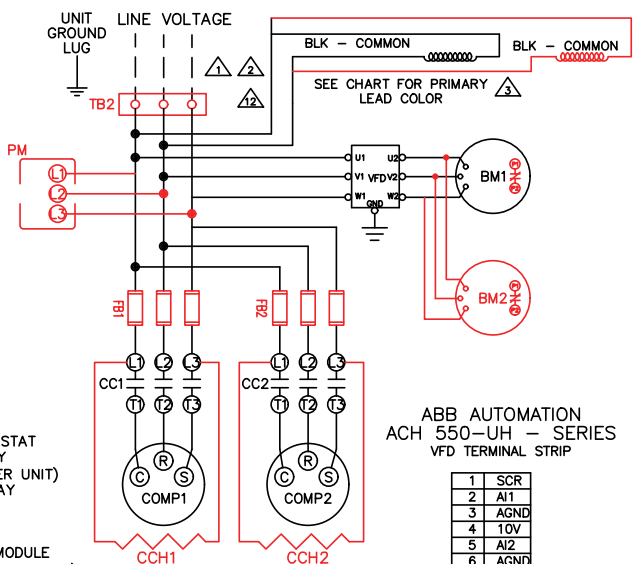 UNIT
GROUND
LUG
LINE VOLTAGE
BLK - COMMON
BLK - COMMON
1
2
12
SEE CHART FOR PRIMARY
LEAD COLOR
3
TB2
PM
L1
L2
L3
U1
U2
V1
VFD
V2
W1
W2
GND
BM1
BM2
FB1
FB2
L1
L2
L3
L1
L2
L3
CC1
CC2
T1
T2
T3
T1
T2
T3
R
C
S
COMP1
R
C
S
COMP2
CCH1
CCH2
STAT
Y
ER UNIT)
AY
MODULE
ABB AUTOMATION
ACH 550-UH - SERIES
VFD TERMINAL STRIP
1 SCR
2 AI1
3 AGND
4 10V
5 AI2
6 AGND